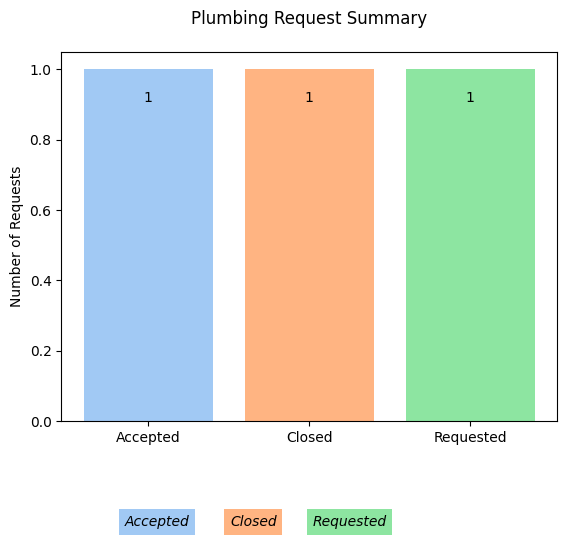 Plumbing Request Summary
Number of Requests
1.0
0.8
0.6
0.4
0.2
0.0
1 1 1
Accepted Closed Requested
Accepted Closed Requested